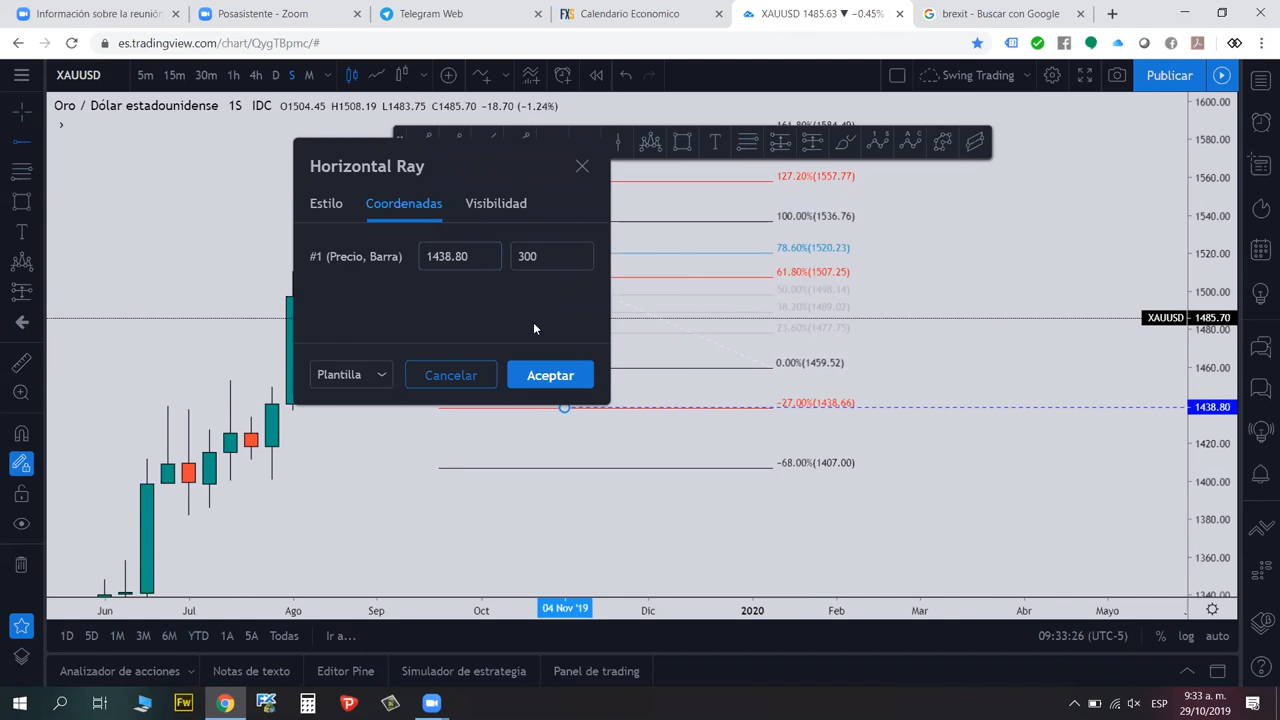 Información sobre la reunión
Posasistente - Zoom
Telegram Web
Calendario Economico
XAUUSD 1485.63 ▼ −0.45%
brexit - Buscar con Google
es.tradingview.com/chart/QygTBpmc/#
XAUUSD 5m 15m 30m 1h 4h D S M
Swing Trading
Publicar
Oro / Dólar estadounidense 1S IDC O1504.45 H1508.19 L1483.75 C1485.70 −18.70 (−1.24%)
Horizontal Ray
Estilo Coordenadas Visibilidad
#1 (Precio, Barra) 1438.80 300
Plantilla Cancelar Aceptar
161.80%(1584.49)
127.20%(1557.77)
100.00%(1536.76)
78.60%(1520.23)
61.80%(1507.25)
50.00%(1498.14)
38.20%(1489.02)
23.60%(1477.75)
0.00%(1459.52)
−27.00%(1438.66)
−68.00%(1407.00)
1600.00
1580.00
1560.00
1540.00
1520.00
1500.00
XAUUSD 1485.70
1480.00
1460.00
1438.80
1420.00
1400.00
1380.00
1360.00
1340.00
Jun Jul Ago Sep Oct 04 Nov '19 Dic 2020 Feb Mar Abr Mayo
1D 5D 1M 3M 6M YTD 1A 5A Todas Ir a...
09:33:26 (UTC-5) % log auto
Analizador de acciones Notas de texto Editor Pine Simulador de estrategia Panel de trading
Fw
ESP
9:33 a. m.
29/10/2019